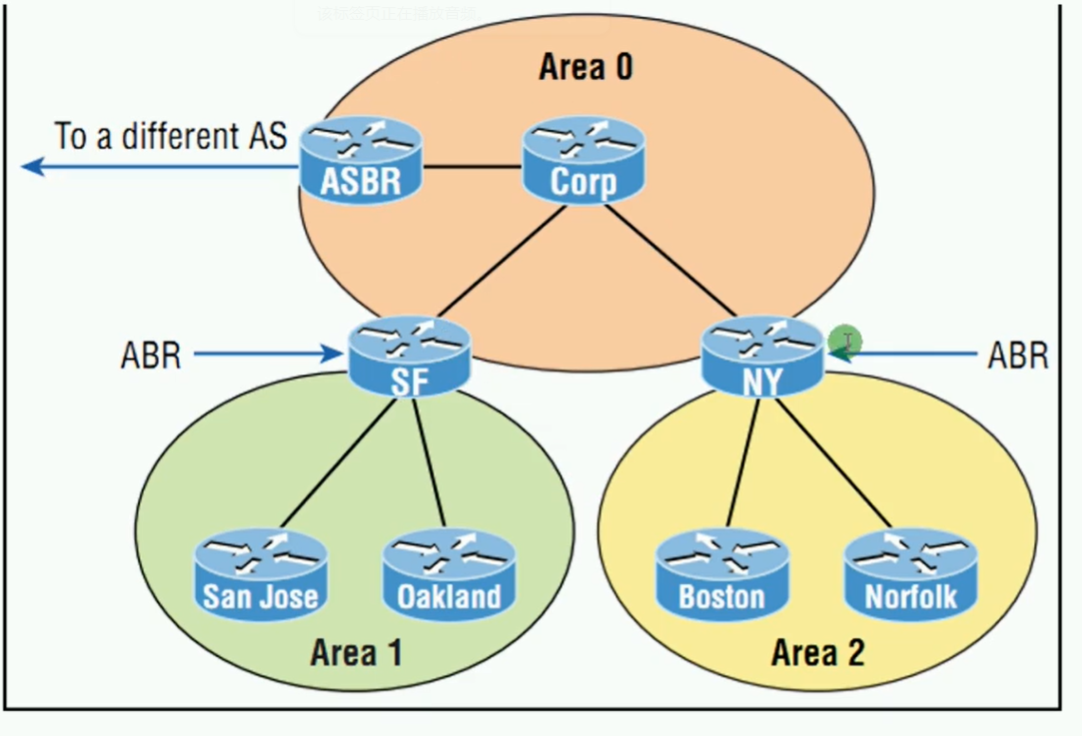 Area 0
To a different AS
ASBR
Corp
ABR
SF
NY
ABR
San Jose
Oakland
Boston
Norfolk
Area 1
Area 2